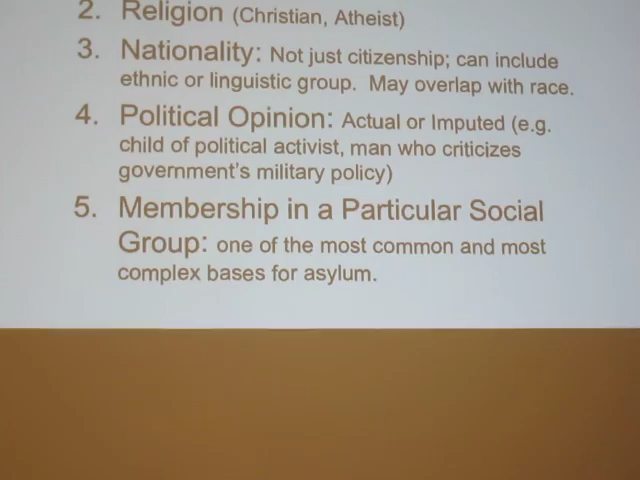 2. Religion (Christian, Atheist)
3. Nationality: Not just citizenship; can include
ethnic or linguistic group. May overlap with race.
4. Political Opinion: Actual or Imputed (e.g.
child of political activist, man who criticizes
government's military policy)
5. Membership in a Particular Social
Group: one of the most common and most
complex bases for asylum.